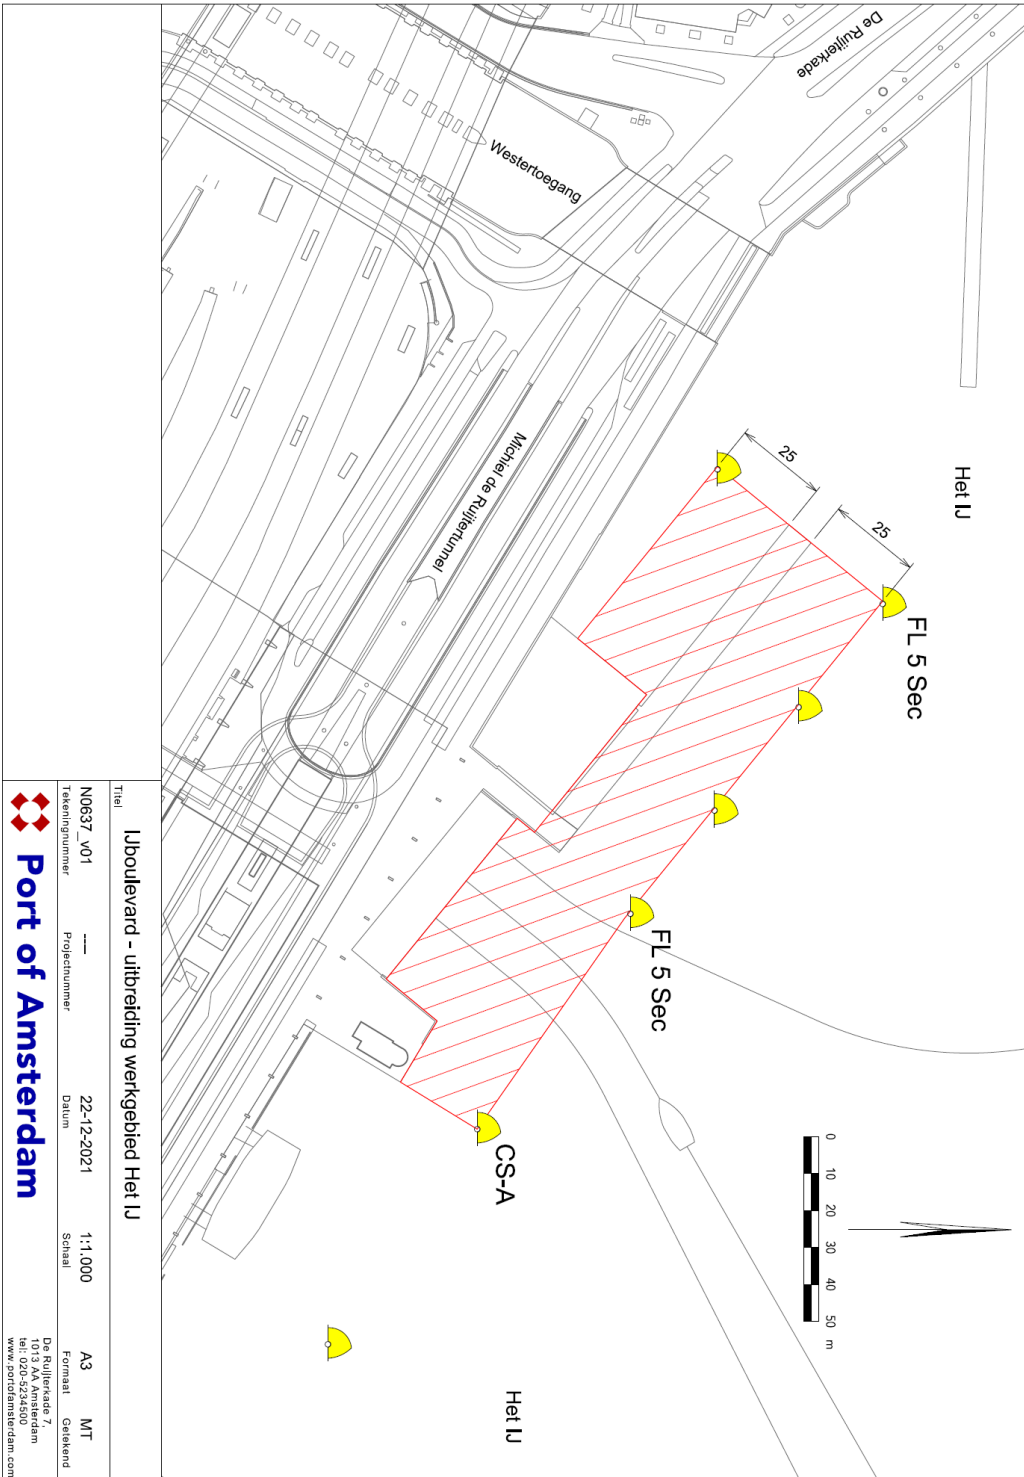 De Ruijterkade
Westertoegang
Michiel de Ruijtertunnel
Het IJ
25
25
FL 5 Sec
FL 5 Sec
CS-A
0 10 20 30 40 50 m
Het IJ
Titel
IJboulevard - uitbreiding werkgebied Het IJ
N0637_v01 ---- 22-12-2021 1:1.000 A3 MT
Tekeningnummer Projectnummer Datum Schaal Formaat Getekend
Port of Amsterdam
De Ruijterkade 7,
1013 AA Amsterdam
tel: 020-5234500
www.portofamsterdam.com